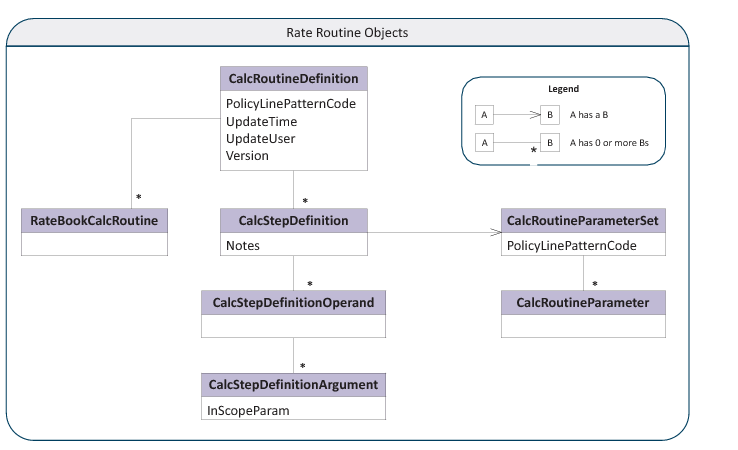 Rate Routine Objects
CalcRoutineDefinition
PolicyLinePatternCode
UpdateTime
UpdateUser
Version
Legend
A
B
A has a B
A
*
B
A has 0 or more Bs
*
*
RateBookCalcRoutine
CalcStepDefinition
Notes
CalcRoutineParameterSet
PolicyLinePatternCode
*
*
CalcStepDefinitionOperand
CalcRoutineParameter
*
CalcStepDefinitionArgument
InScopeParam